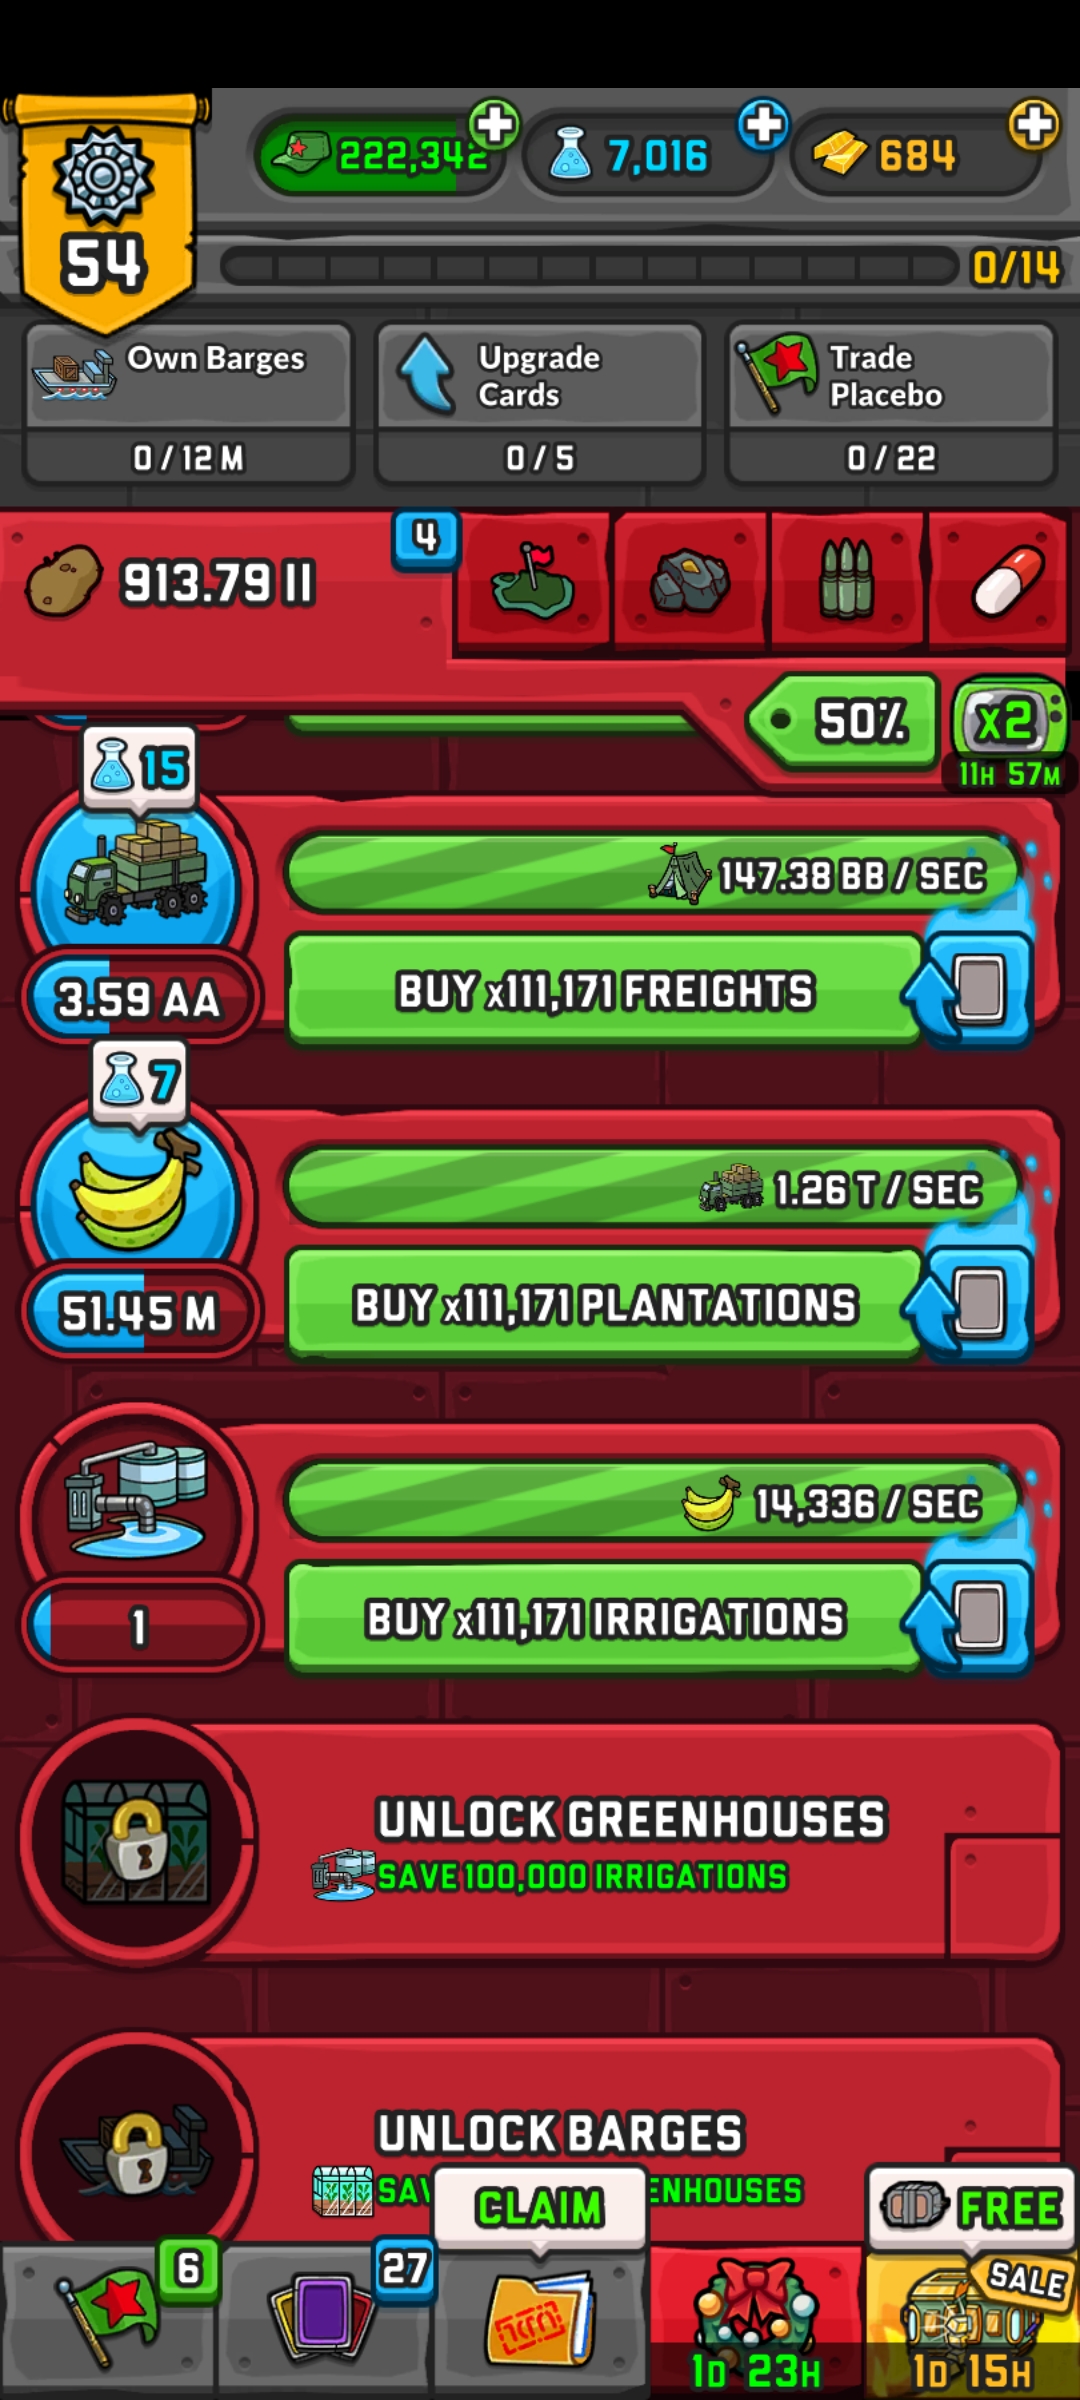 222,342
7,016
684
54
0/14
Own Barges
0 / 12 M
Upgrade
Cards
0 / 5
Trade
Placebo
0 / 22
913.79 II
4
50%
x2
11H 57M
15
147.38 BB / SEC
BUY x111,171 FREIGHTS
3.59 AA
7
1.26 T / SEC
BUY x111,171 PLANTATIONS
51.45 M
14,336 / SEC
BUY x111,171 IRRIGATIONS
1
UNLOCK GREENHOUSES
SAVE 100,000 IRRIGATIONS
UNLOCK BARGES
CLAIM
FREE
6
27
SALE
1D 23H
1D 15H